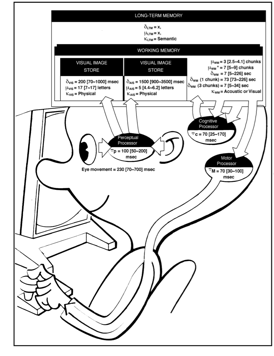 LONG-TERM MEMORY
δLTM = ∞,
μLTM = ∞,
κLTM = Semantic
WORKING MEMORY
VISUAL IMAGE
STORE
δVIS = 200 [70–1000] msec
μVIS = 17 [7–17] letters
κVIS = Physical
VISUAL IMAGE
STORE
= 1500 [900–3500] msec
= 5 [4.4–6.2] letters
= Physical
μWM = 3 [2.5–4.1] chunks
μWM* = 7 [5–9] chunks
δWM = 7 [5–226] sec
δWM (1 chunk) = 73 [73–226] sec
δWM (3 chunks) = 7 [5–34] sec
κWM = Acoustic or Visual
Perceptual
Processor
τp = 100 [50–200]
msec
Cognitive
Processor
τc = 70 [25–170]
msec
Motor
Processor
τM = 70 [30–100]
msec
Eye movement = 230 [70–700] msec